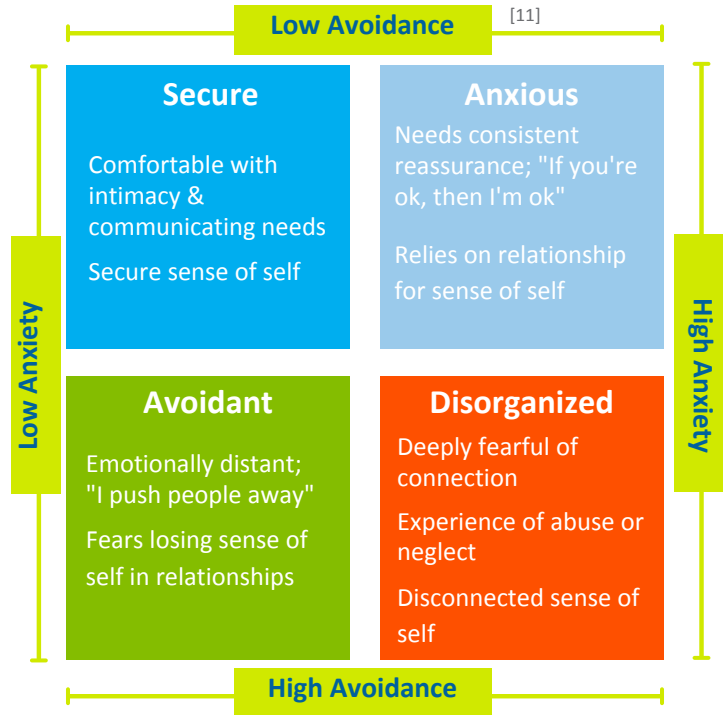 Low Avoidance
[11]
Secure
Comfortable with
intimacy &
communicating needs
Secure sense of self
Anxious
Needs consistent
reassurance; "If you're
ok, then I'm ok"
Relies on relationship
for sense of self
Low Anxiety
High Anxiety
Avoidant
Emotionally distant;
"I push people away"
Fears losing sense of
self in relationships
Disorganized
Deeply fearful of
connection
Experience of abuse or
neglect
Disconnected sense of
self
High Avoidance